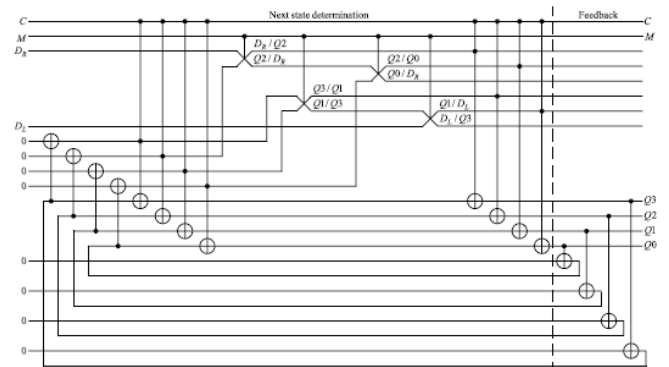 Next state determination
Feedback
C
C
M
M
D_R
D_R/Q2
Q2/D_R
Q2/Q0
Q0/D_R
Q3/Q1
Q1/Q3
Q1/D_L
D_L/Q3
D_L
0
0
0
0
Q3
Q2
Q1
Q0
0
0
0
0